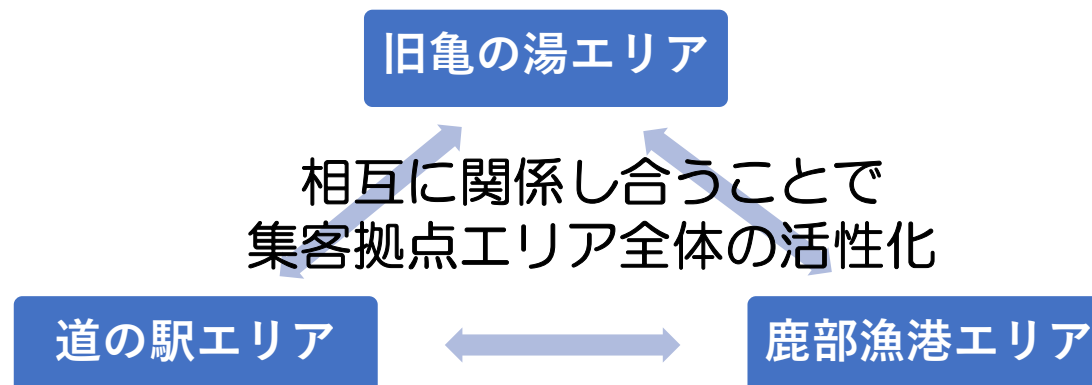 旧亀の湯エリア
相互に関係し合うことで
集客拠点エリア全体の活性化
道の駅エリア
鹿部漁港エリア